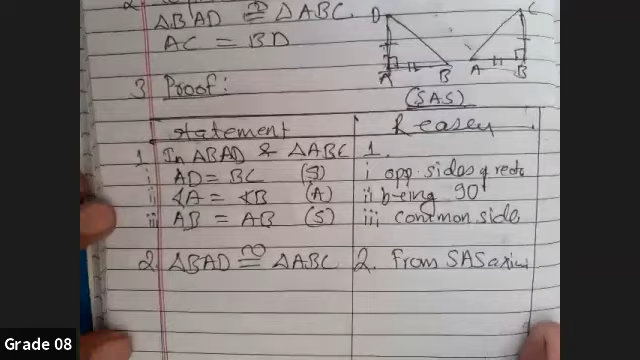 ΔBAD ≅ ΔABC.
AC = BD
D C
A B A B
3 Proof:
(SAS)
statement Reason
1 In ΔBAD & ΔABC 1.
i AD = BC (S) i opp. sides of rect
ii ∢A = ∢B (A) ii being 90°
iii AB = AB (S) iii common side
2. ΔBAD ≅ ΔABC 2. From SAS axiom
Grade 08